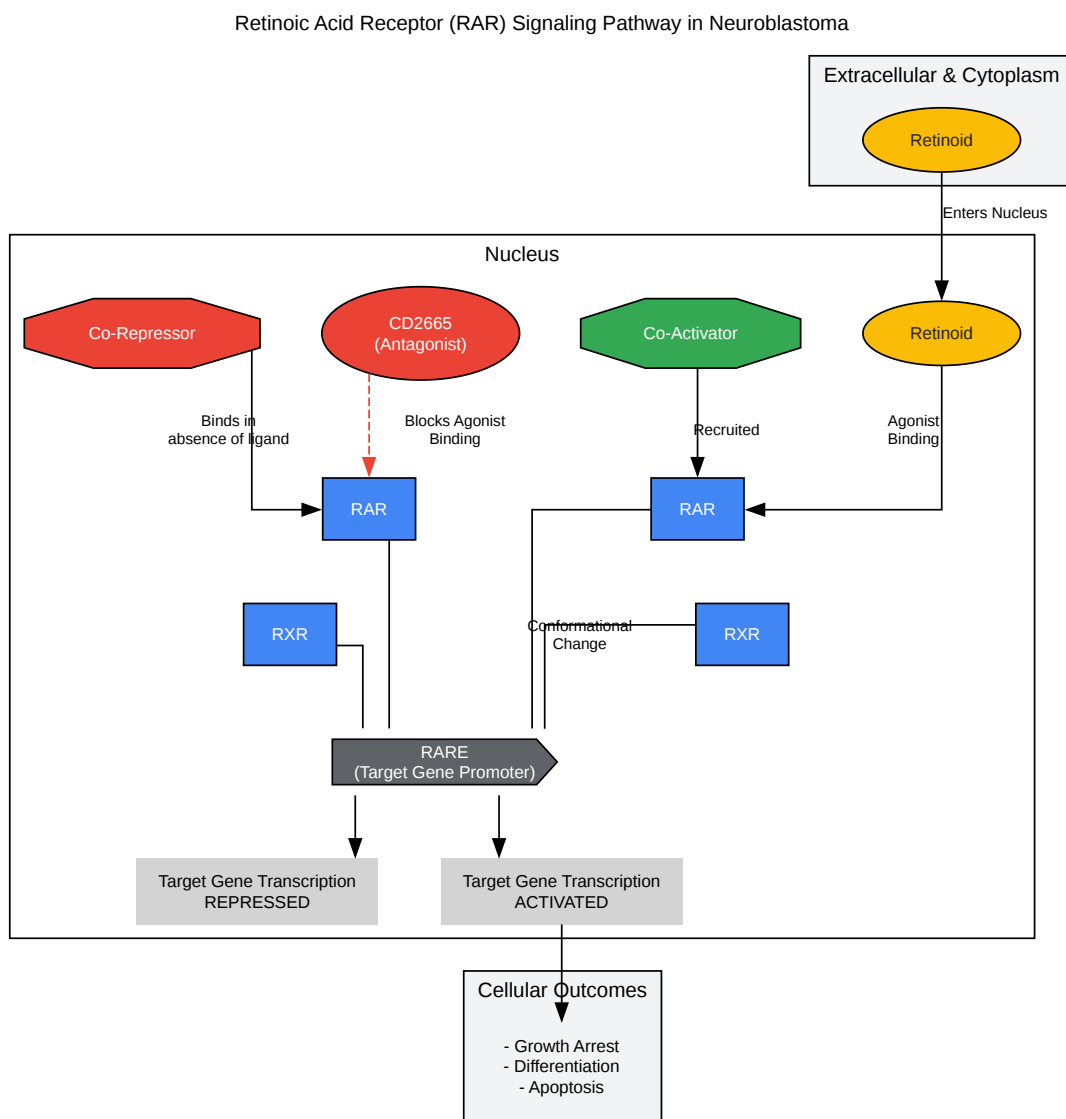 Retinoic Acid Receptor (RAR) Signaling Pathway in Neuroblastoma
Extracellular & Cytoplasm
Retinoid
Enters Nucleus
Nucleus
Co-Repressor
CD2665
(Antagonist)
Co-Activator
Retinoid
Binds in
absence of ligand
Blocks Agonist
Binding
Recruited
Agonist
Binding
RAR
RAR
RXR
Conformational
Change
RXR
RARE
(Target Gene Promoter)
Target Gene Transcription
REPRESSED
Target Gene Transcription
ACTIVATED
Cellular Outcomes
- Growth Arrest
- Differentiation
- Apoptosis